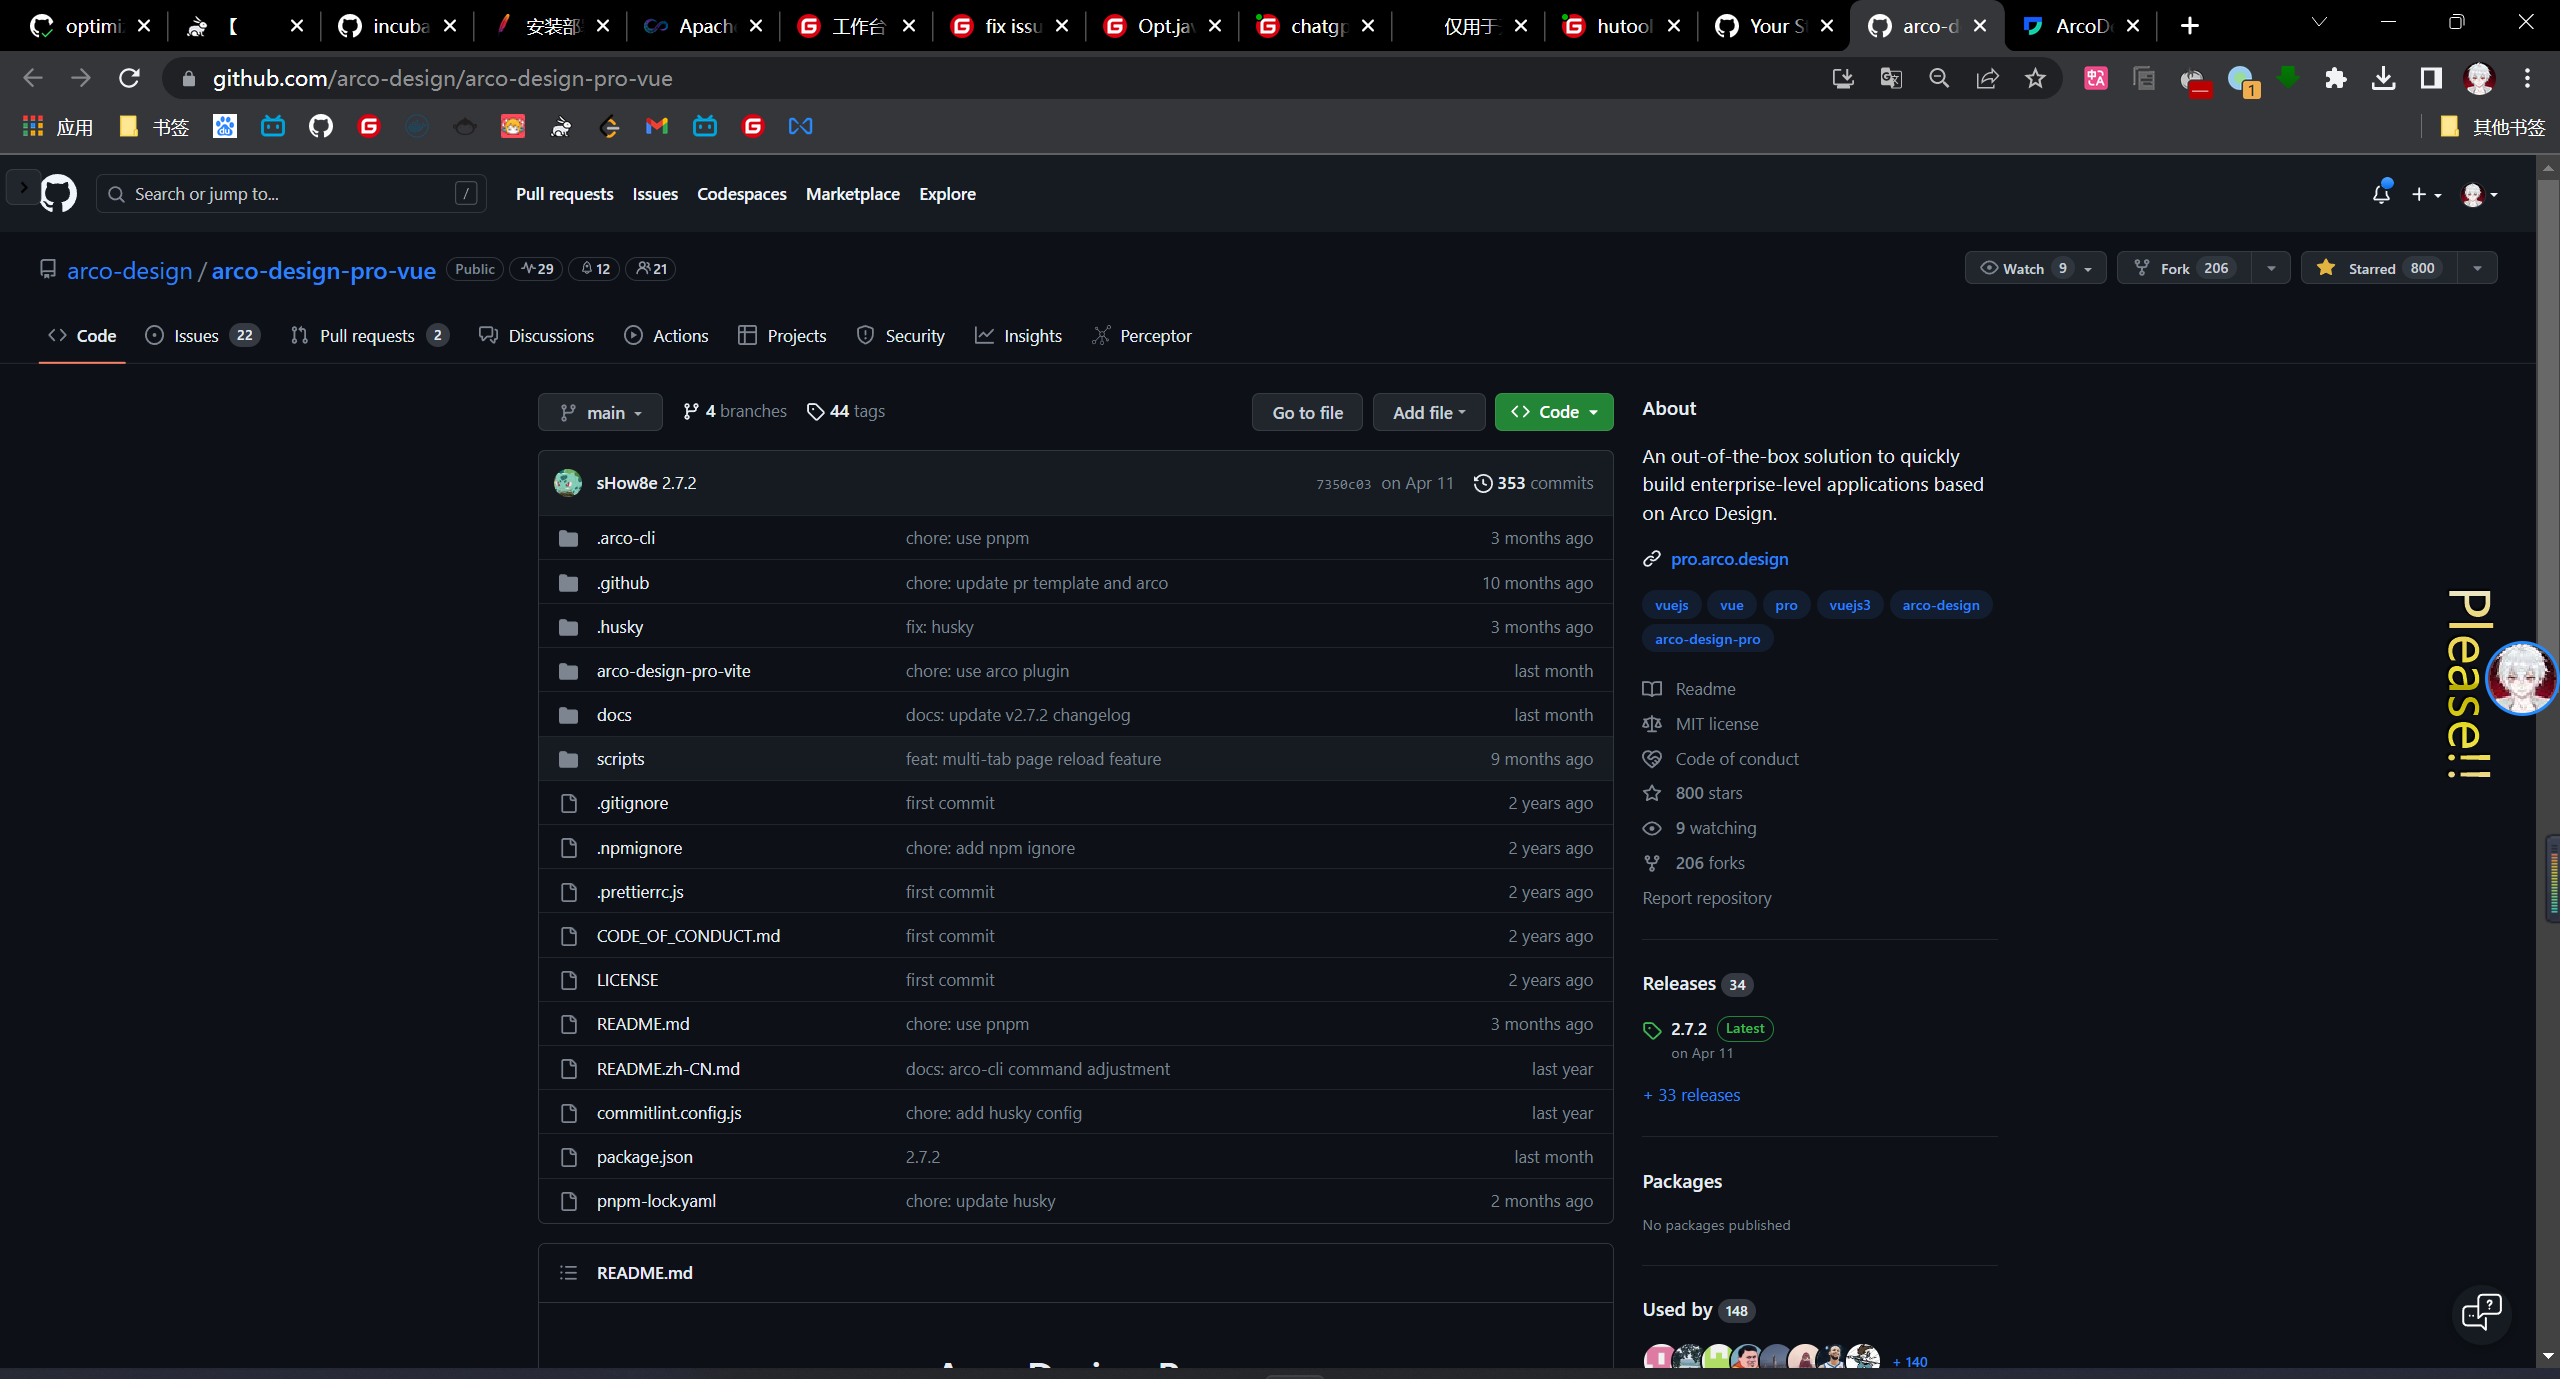 optimi
【
incuba
安装部
Apach
工作台
fix issu
Opt.jav
chatgp
仅用于
hutool
Your S
arco-d
ArcoD
github.com/arco-design/arco-design-pro-vue
1
应用
书签
其他书签
Search or jump to...
/
Pull requests
Issues
Codespaces
Marketplace
Explore
arco-design / arco-design-pro-vue
Public
29
12
21
Watch 9
Fork 206
Starred 800
Code
Issues 22
Pull requests 2
Discussions
Actions
Projects
Security
Insights
Perceptor
main
4 branches
44 tags
Go to file
Add file
Code
sHow8e 2.7.2
7350c03 on Apr 11
353 commits
.arco-cli
chore: use pnpm
3 months ago
.github
chore: update pr template and arco
10 months ago
.husky
fix: husky
3 months ago
arco-design-pro-vite
chore: use arco plugin
last month
docs
docs: update v2.7.2 changelog
last month
scripts
feat: multi-tab page reload feature
9 months ago
.gitignore
first commit
2 years ago
.npmignore
chore: add npm ignore
2 years ago
.prettierrc.js
first commit
2 years ago
CODE_OF_CONDUCT.md
first commit
2 years ago
LICENSE
first commit
2 years ago
README.md
chore: use pnpm
3 months ago
README.zh-CN.md
docs: arco-cli command adjustment
last year
commitlint.config.js
chore: add husky config
last year
package.json
2.7.2
last month
pnpm-lock.yaml
chore: update husky
2 months ago
README.md
About
An out-of-the-box solution to quickly
build enterprise-level applications based
on Arco Design.
pro.arco.design
vuejs
vue
pro
vuejs3
arco-design
arco-design-pro
Readme
MIT license
Code of conduct
800 stars
9 watching
206 forks
Report repository
Releases 34
2.7.2 Latest
on Apr 11
+ 33 releases
Packages
No packages published
Used by 148
+ 140
Please!!